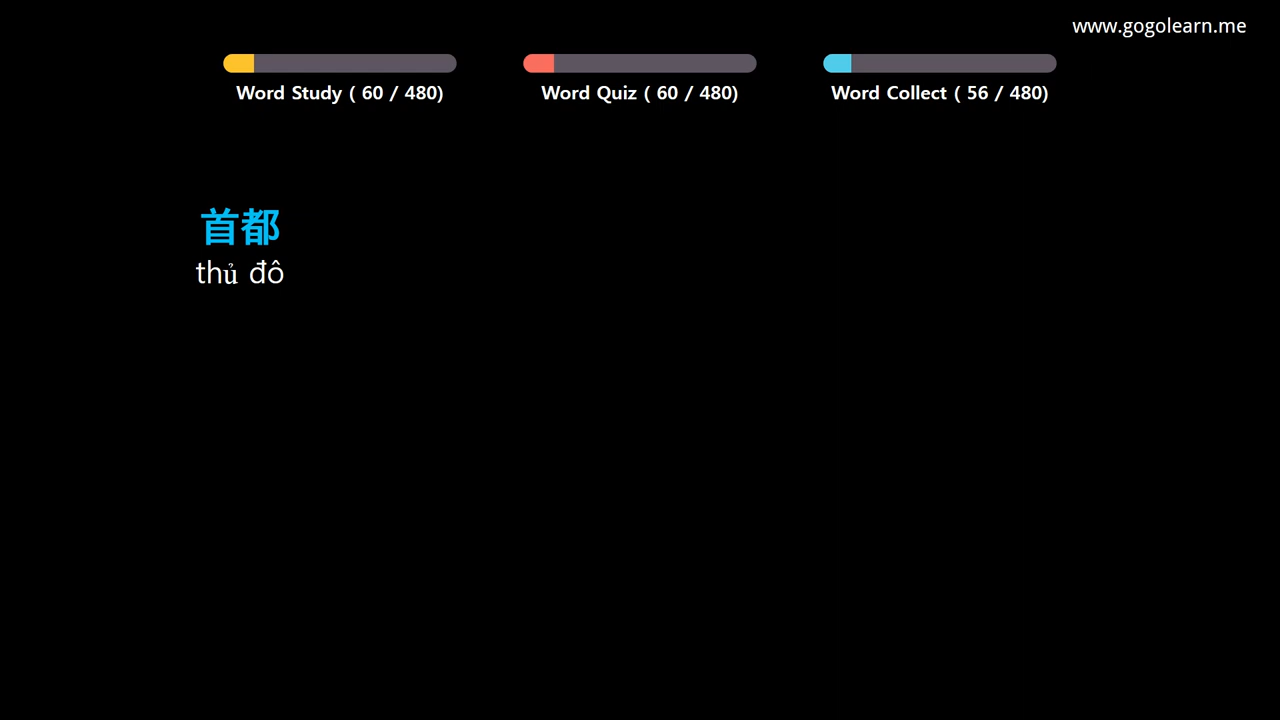 www.gogolearn.me
Word Study ( 60 / 480)
Word Quiz ( 60 / 480)
Word Collect ( 56 / 480)
首都
thủ đô